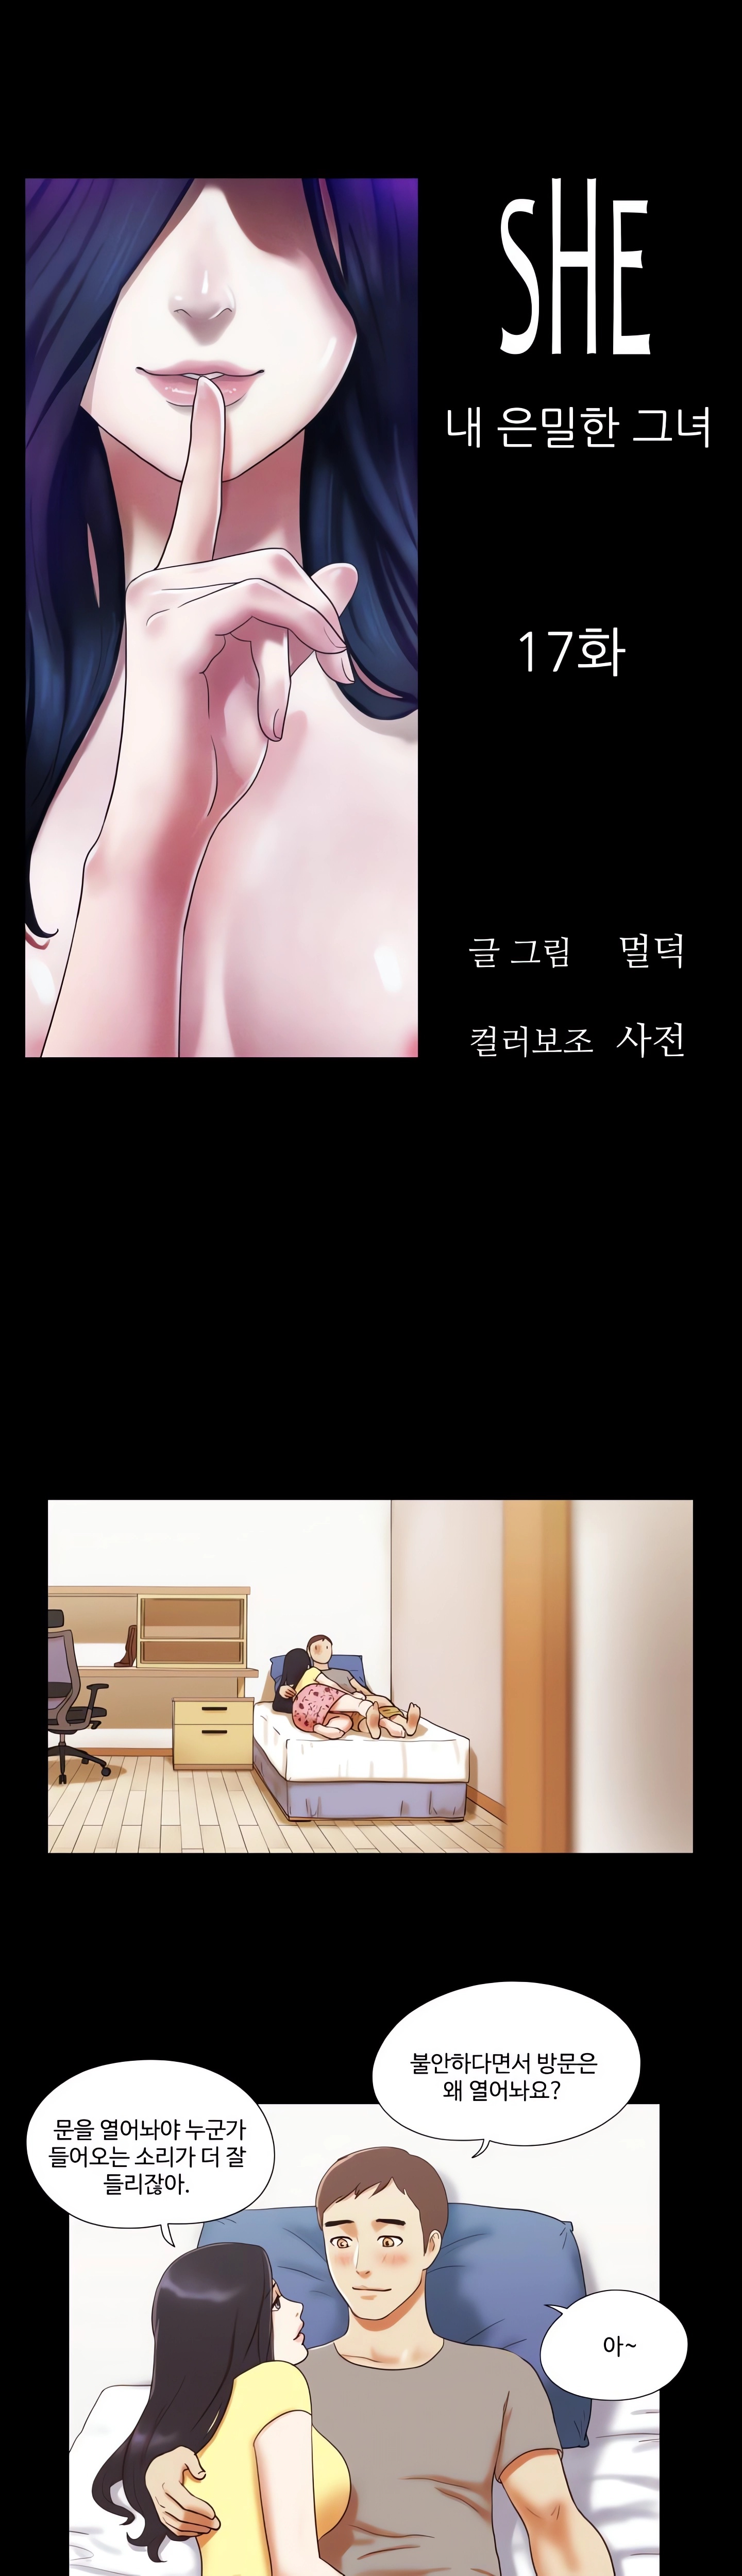 SHE
내 은밀한 그녀
17화
글 그림 멀덕
컬러보조 사전
불안하다면서 방문은
왜 열어놔요?
문을 열어놔야 누군가
들어오는 소리가 더 잘
들리잖아.
아~